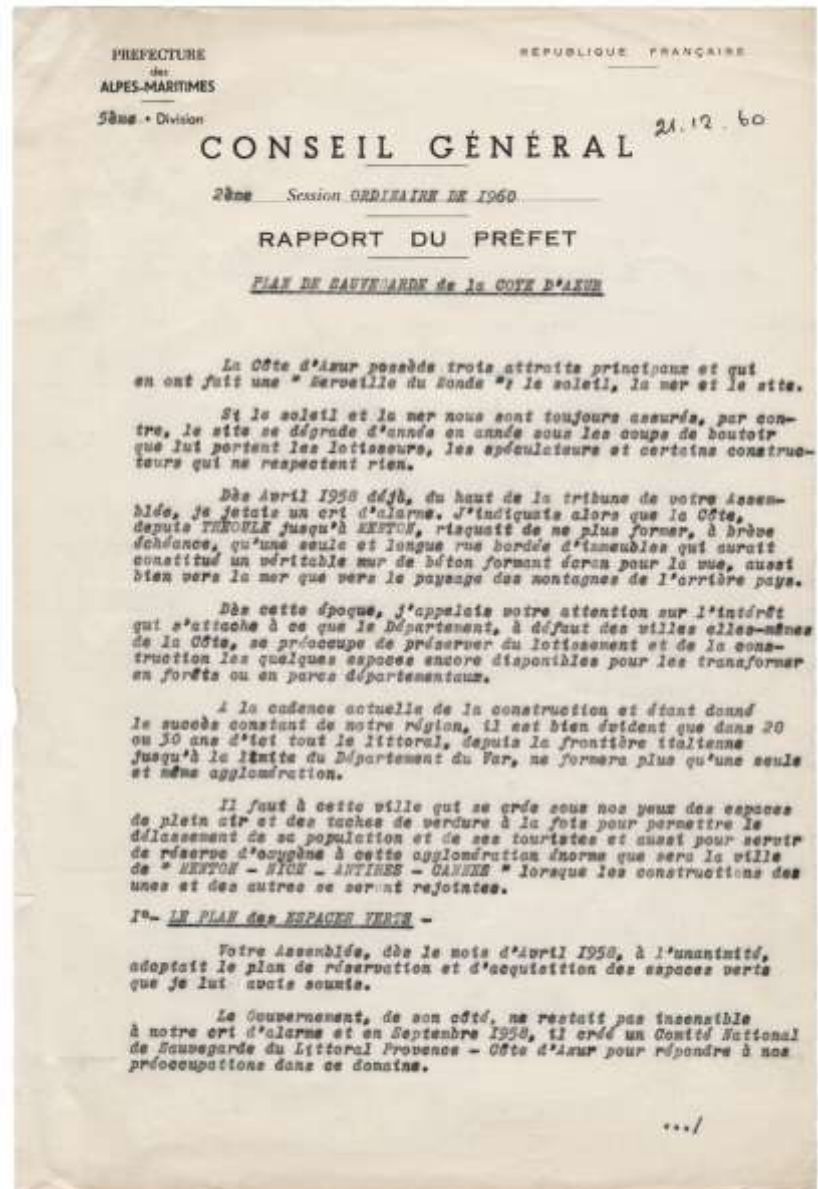 PREFECTURE
des
ALPES-MARITIMES
5ème • Division
RÉPUBLIQUE FRANÇAISE
21.12.60
CONSEIL GÉNÉRAL
2ème Session ORDINAIRE DE 1960
RAPPORT DU PRÉFET
PLAN DE SAUVEGARDE de la COTE D'AZUR
La Côte d'Azur possède trois attraits principaux et qui
en ont fait une " Merveille du Monde "; le soleil, la mer et le site.
Si le soleil et la mer nous sont toujours assurés, par con-
tre, le site se dégrade d'année en année sous les coups de boutoir
que lui portent les lotisseurs, les spéculateurs et certains construc-
teurs qui ne respectent rien.
Dès Avril 1958 déjà, du haut de la tribune de votre Assem-
blée, je jetais un cri d'alarme. J'indiquais alors que la Côte,
depuis THEOULE jusqu'à MENTON, risquait de ne plus former, à brève
échéance, qu'une seule et longue rue bordée d'immeubles qui aurait
constitué un véritable mur de béton formant écran pour la vue, aussi
bien vers la mer que vers le paysage des montagnes de l'arrière pays.
Dès cette époque, j'appelais votre attention sur l'intérêt
qui s'attache à ce que le Département, à défaut des villes elles-mêmes
de la Côte, se préoccupe de préserver du lotissement et de la cons-
truction les quelques espaces encore disponibles pour les transformer
en forêts ou en parcs départementaux.
A la cadence actuelle de la construction et étant donné
le succès constant de notre région, il est bien évident que dans 20
ou 30 ans d'ici tout le littoral, depuis la frontière italienne
jusqu'à la limite du Département du Var, ne formera plus qu'une seule
et même agglomération.
Il faut à cette ville qui se crée sous nos yeux des espaces
de plein air et des taches de verdure à la fois pour permettre le
délassement de sa population et de ses touristes et aussi pour servir
de réserve d'oxygène à cette agglomération énorme que sera la ville
de " MENTON - NICE - ANTIBES - CANNES " lorsque les constructions des
unes et des autres se seront rejointes.
I°- LE PLAN des ESPACES VERTS -
Votre Assemblée, dès le mois d'Avril 1958, à l'unanimité,
adoptait le plan de réservation et d'acquisition des espaces verts
que je lui avais soumis.
Le Gouvernement, de son côté, ne restait pas insensible
à notre cri d'alarme et en Septembre 1958, il créé un Comité National
de Sauvegarde du Littoral Provence - Côte d'Azur pour répondre à nos
préoccupations dans ce domaine.
.../